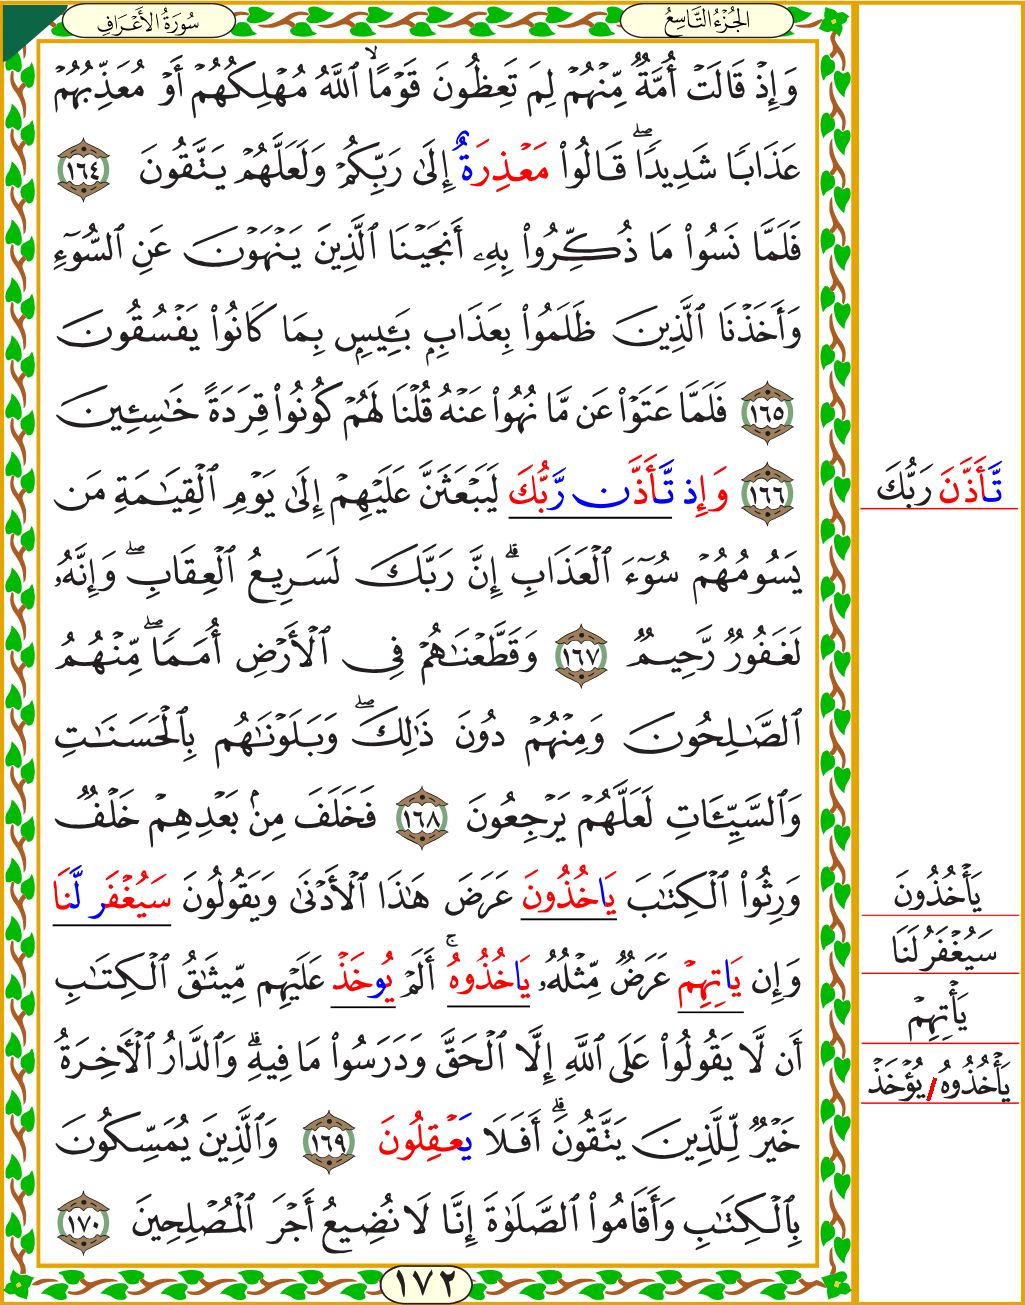 الجُزْءُ التَّاسِعُ
سُورَةُ الأَعْرَافِ
وَإِذْ قَالَتْ أُمَّةٌ مِّنْهُمْ لِمَ تَعِظُونَ قَوْمًا ۙ ٱللَّهُ مُهْلِكُهُمْ أَوْ مُعَذِّبُهُمْ
عَذَابًا شَدِيدًا ۖ قَالُوا۟ مَعْذِرَةٌ إِلَىٰ رَبِّكُمْ وَلَعَلَّهُمْ يَتَّقُونَ ١٦٤
فَلَمَّا نَسُوا۟ مَا ذُكِّرُوا۟ بِهِۦ أَنجَيْنَا ٱلَّذِينَ يَنْهَوْنَ عَنِ ٱلسُّوٓءِ
وَأَخَذْنَا ٱلَّذِينَ ظَلَمُوا۟ بِعَذَابٍۭ بَـِٔيسٍۭ بِمَا كَانُوا۟ يَفْسُقُونَ
١٦٥ فَلَمَّا عَتَوْا۟ عَن مَّا نُهُوا۟ عَنْهُ قُلْنَا لَهُمْ كُونُوا۟ قِرَدَةً خَـٰسِـِٔينَ
١٦٦ وَإِذ تَّأَذَّن رَّبُّكَ لَيَبْعَثَنَّ عَلَيْهِمْ إِلَىٰ يَوْمِ ٱلْقِيَـٰمَةِ مَن
يَسُومُهُمْ سُوٓءَ ٱلْعَذَابِ ۗ إِنَّ رَبَّكَ لَسَرِيعُ ٱلْعِقَابِ ۖ وَإِنَّهُۥ
لَغَفُورٌ رَّحِيمٌ ١٦٧ وَقَطَّعْنَـٰهُمْ فِى ٱلْأَرْضِ أُمَمًا ۖ مِّنْهُمُ
ٱلصَّـٰلِحُونَ وَمِنْهُمْ دُونَ ذَٰلِكَ ۖ وَبَلَوْنَـٰهُم بِٱلْحَسَنَـٰتِ
وَٱلسَّيِّـَٔاتِ لَعَلَّهُمْ يَرْجِعُونَ ١٦٨ فَخَلَفَ مِنۢ بَعْدِهِمْ خَلْفٌ
وَرِثُوا۟ ٱلْكِتَـٰبَ يَاخُذُونَ عَرَضَ هَـٰذَا ٱلْأَدْنَىٰ وَيَقُولُونَ سَيُغْفَر لَّنَا
وَإِن يَاتِهِمْ عَرَضٌ مِّثْلُهُۥ يَاخُذُوهُ ۚ أَلَمْ يُوخَذْ عَلَيْهِم مِّيثَـٰقُ ٱلْكِتَـٰبِ
أَن لَّا يَقُولُوا۟ عَلَى ٱللَّهِ إِلَّا ٱلْحَقَّ وَدَرَسُوا۟ مَا فِيهِ ۗ وَٱلدَّارُ ٱلْـَٔاخِرَةُ
خَيْرٌ لِّلَّذِينَ يَتَّقُونَ ۗ أَفَلَا يَعْقِلُونَ ١٦٩ وَٱلَّذِينَ يُمَسِّكُونَ
بِٱلْكِتَـٰبِ وَأَقَامُوا۟ ٱلصَّلَوٰةَ إِنَّا لَا نُضِيعُ أَجْرَ ٱلْمُصْلِحِينَ ١٧٠
١٧٢
تَّأَذَّنَ رَبُّكَ
يَأْخُذُونَ
سَيُغْفَرُ لَنَا
يَأْتِهِمْ
يَأْخُذُوهُ/يُؤْخَذْ